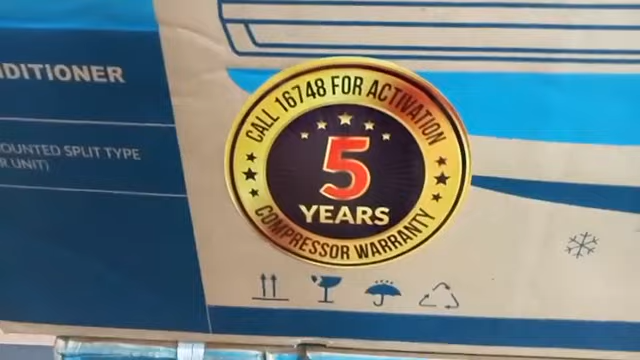 DITIONER
OUNTED SPLIT TYPE
R UNIT)
CALL 16748 FOR ACTIVATION
5
YEARS
COMPRESSOR WARRANTY